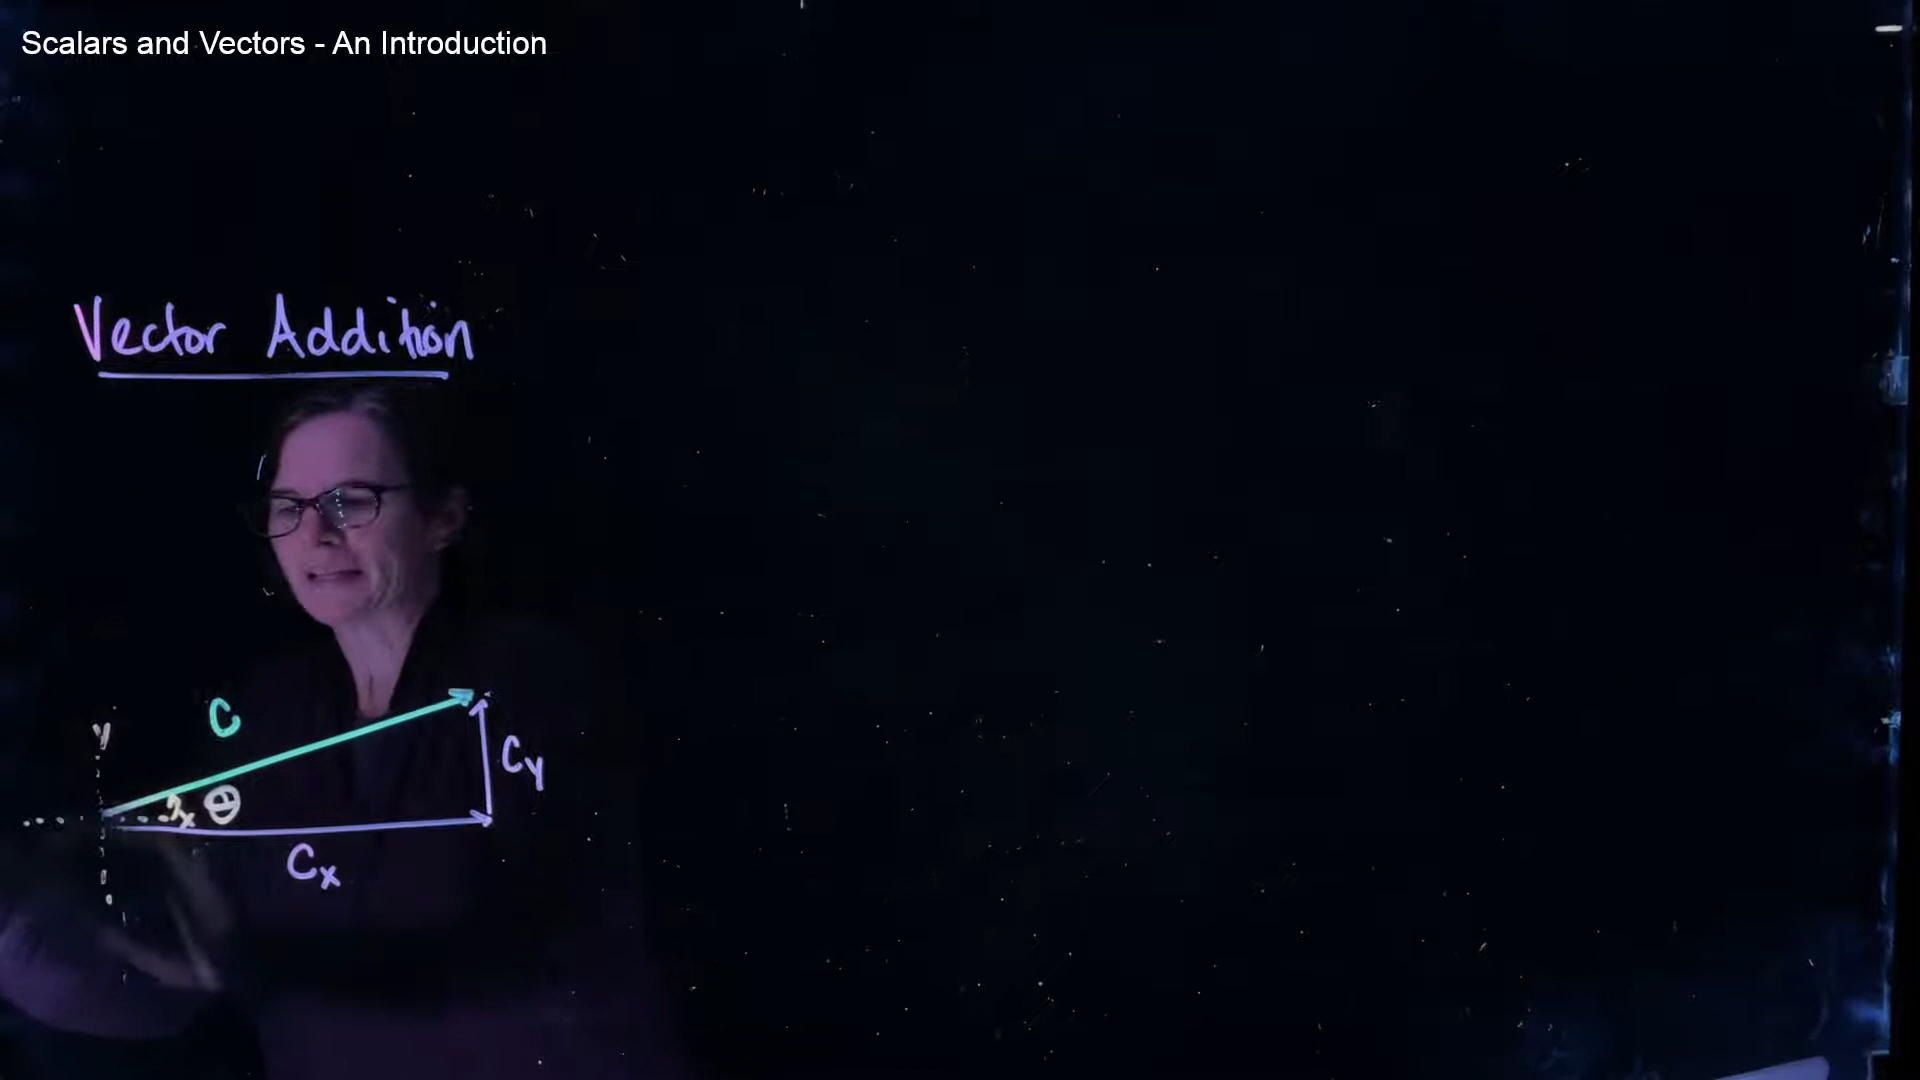 Scalars and Vectors - An Introduction
Vector Addition
C
y
Cy
x θ
Cx